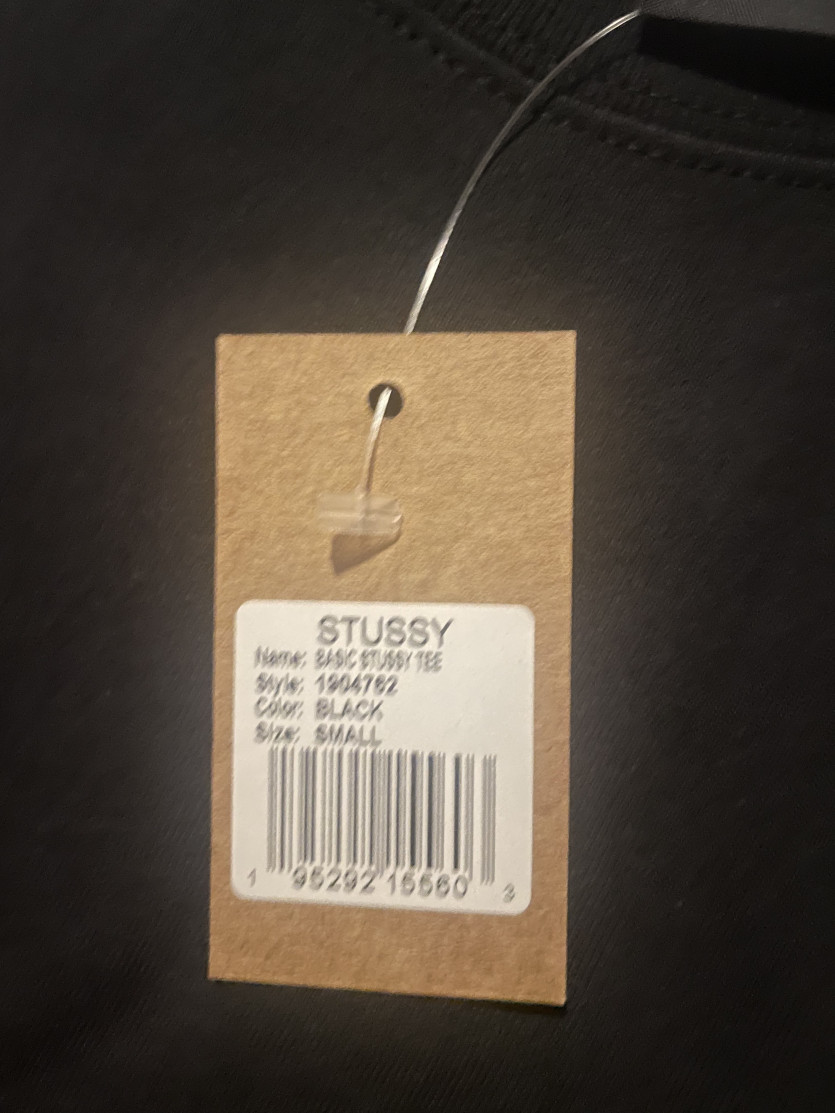 STUSSY
Name: BASIC STUSSY TEE
Style: 1904762
Color: BLACK
Size: SMALL
1 95292 15560 3